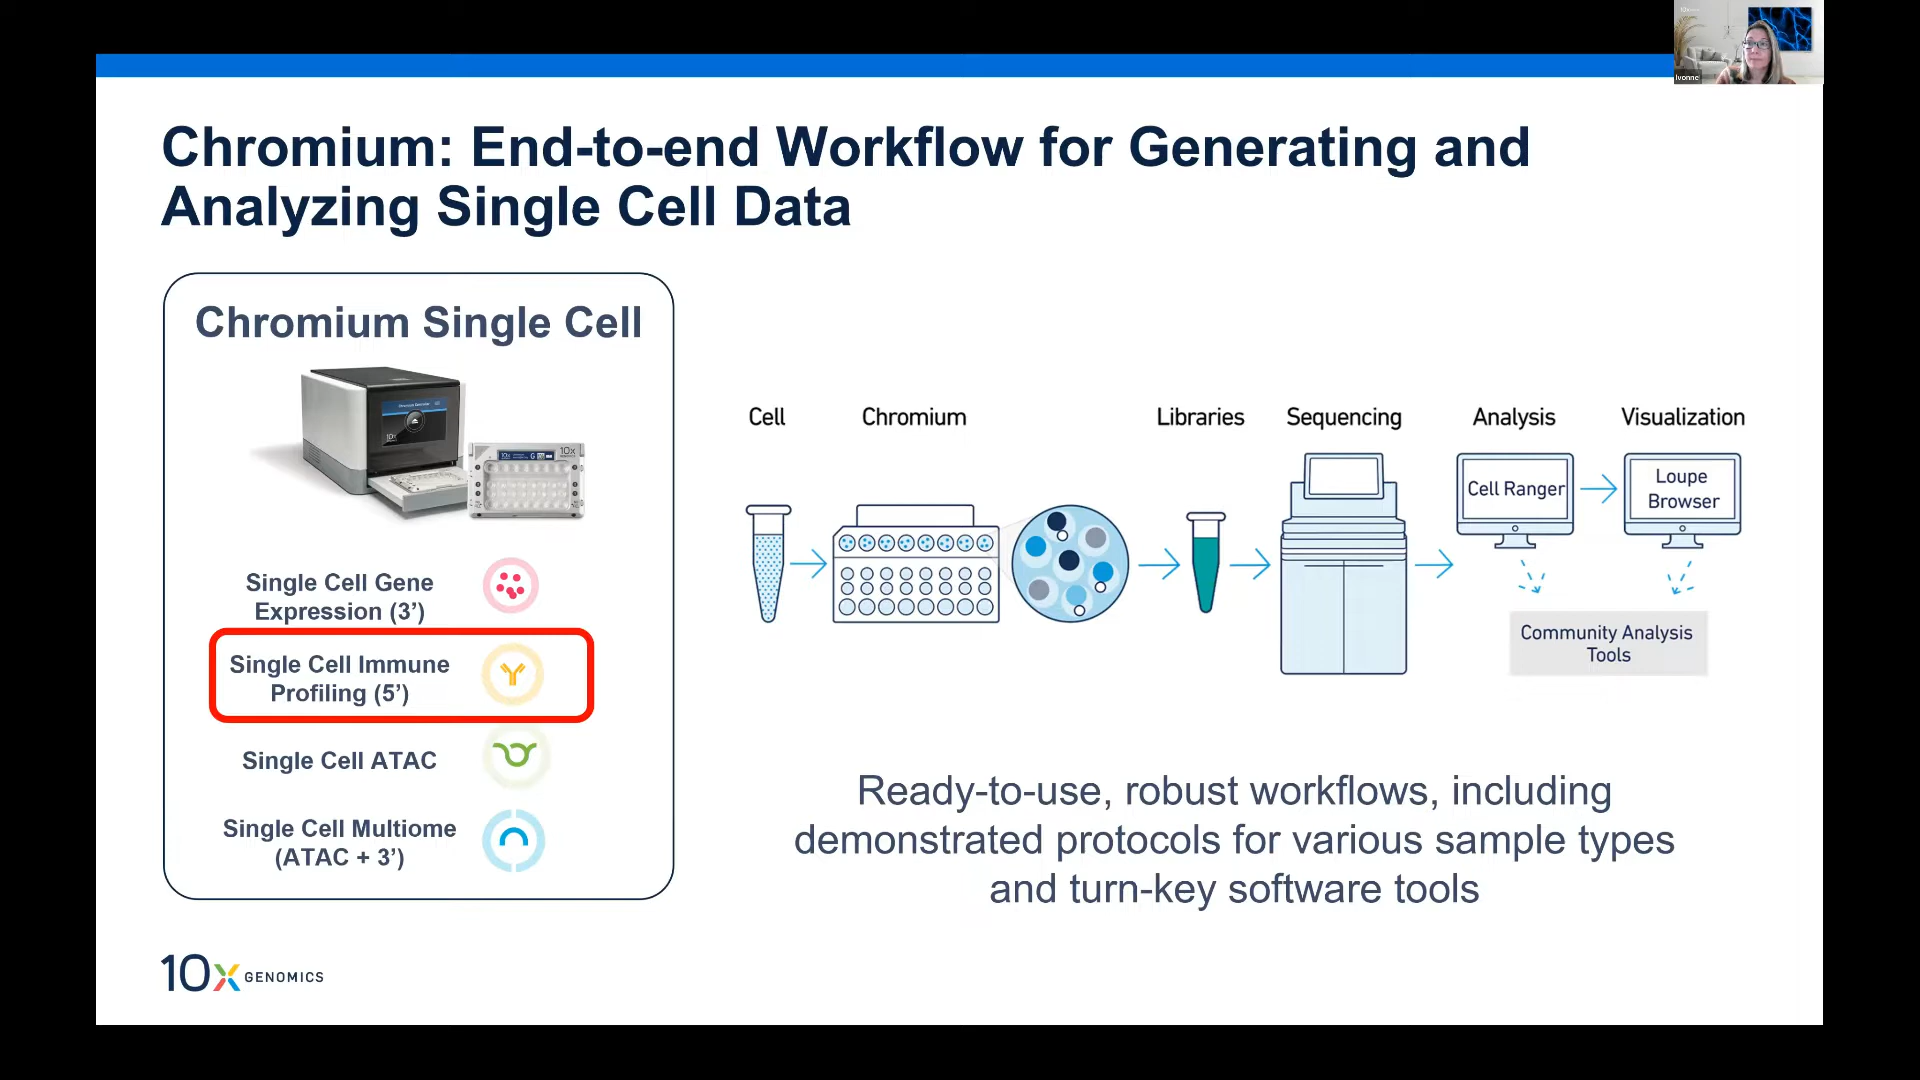 Ivonne
Chromium: End-to-end Workflow for Generating and
Analyzing Single Cell Data
Chromium Single Cell
10x
Single Cell Gene
Expression (3’)
Single Cell Immune
Profiling (5’)
Single Cell ATAC
Single Cell Multiome
(ATAC + 3’)
Cell
Chromium
Libraries
Sequencing
Analysis
Visualization
Cell Ranger
Loupe
Browser
Community Analysis
Tools
Ready-to-use, robust workflows, including
demonstrated protocols for various sample types
and turn-key software tools
10x GENOMICS